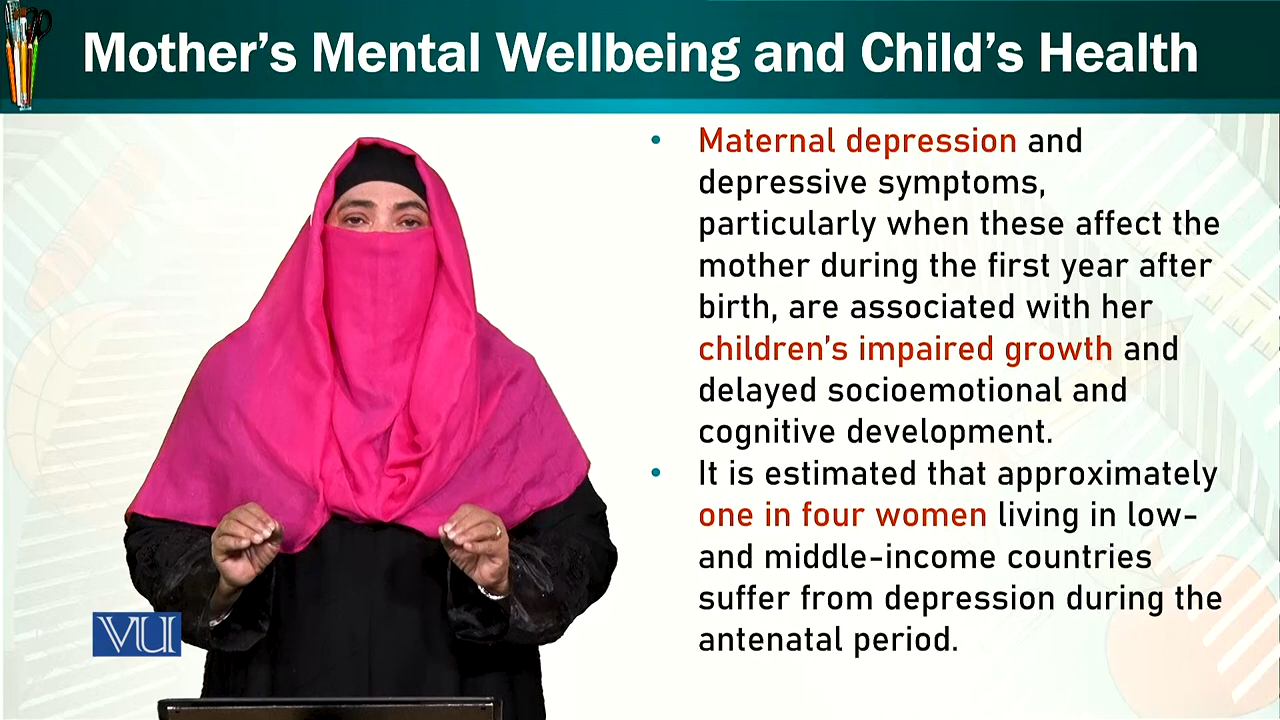 Mother’s Mental Wellbeing and Child’s Health
• Maternal depression and
depressive symptoms,
particularly when these affect the
mother during the first year after
birth, are associated with her
children’s impaired growth and
delayed socioemotional and
cognitive development.
• It is estimated that approximately
one in four women living in low-
and middle-income countries
suffer from depression during the
antenatal period.
VU